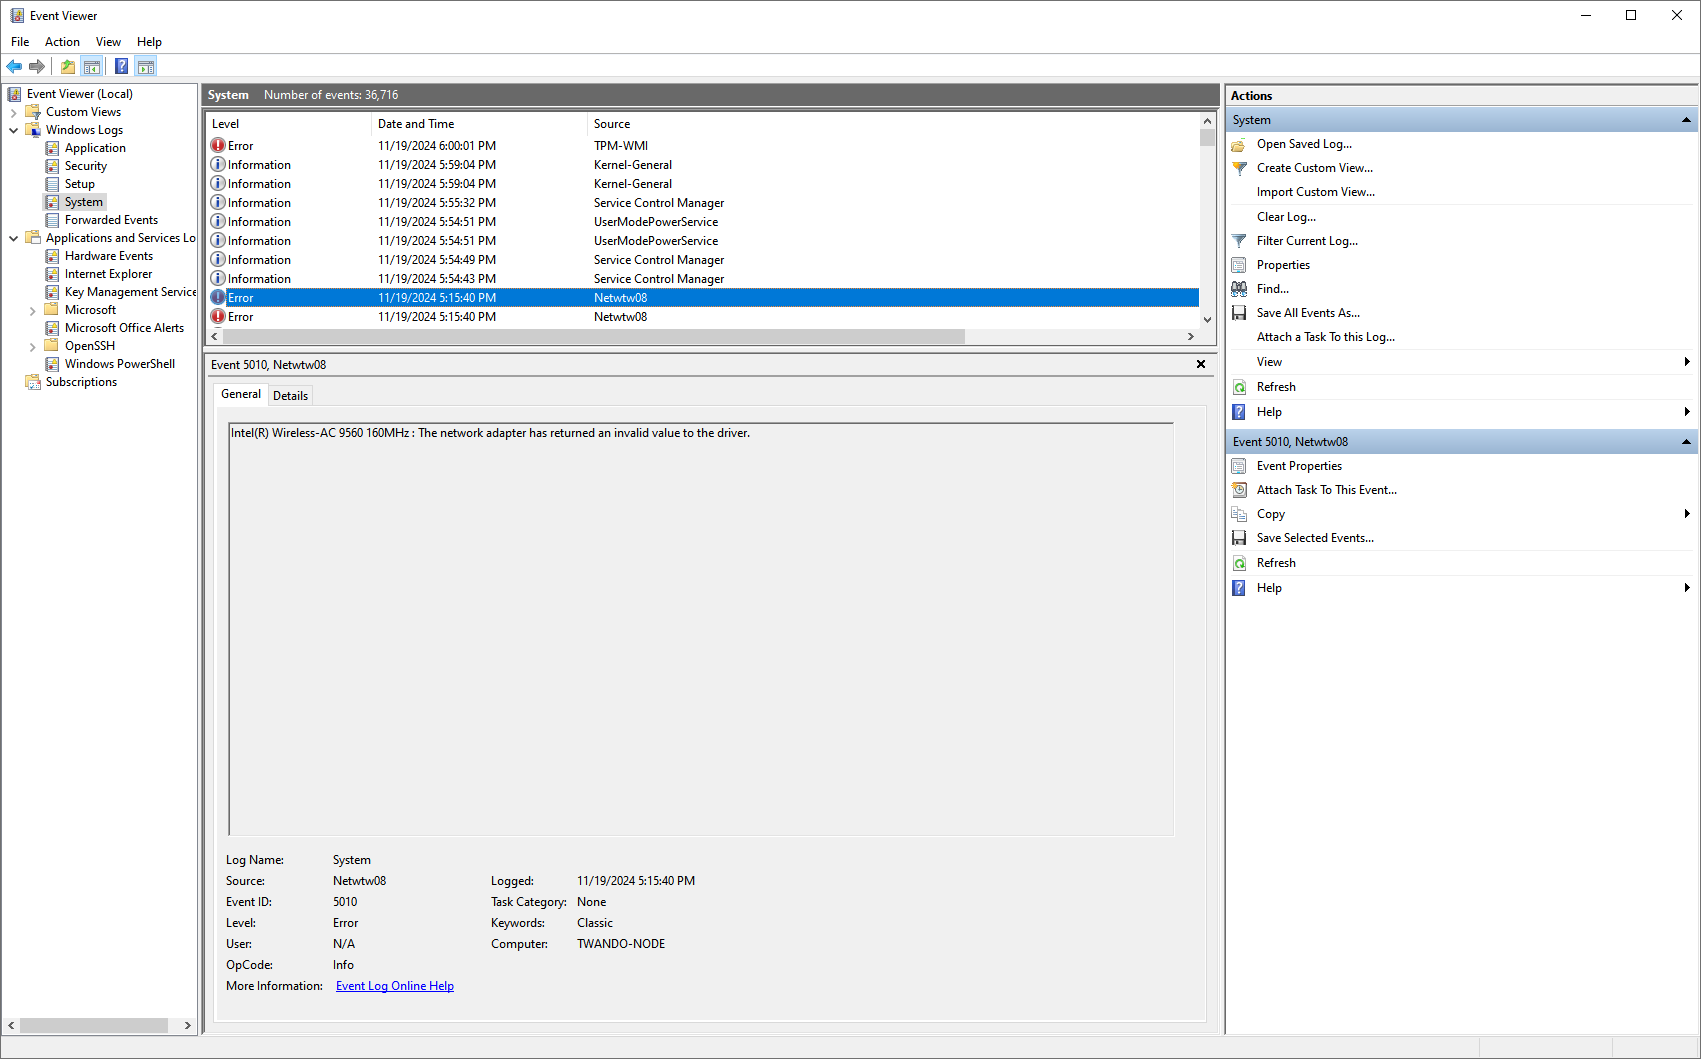 Event Viewer
File Action View Help
Event Viewer (Local)
Custom Views
Windows Logs
Application
Security
Setup
System
Forwarded Events
Applications and Services Lo
Hardware Events
Internet Explorer
Key Management Service
Microsoft
Microsoft Office Alerts
OpenSSH
Windows PowerShell
Subscriptions
System Number of events: 36,716
Level Date and Time Source
Error 11/19/2024 6:00:01 PM TPM-WMI
Information 11/19/2024 5:59:04 PM Kernel-General
Information 11/19/2024 5:59:04 PM Kernel-General
Information 11/19/2024 5:55:32 PM Service Control Manager
Information 11/19/2024 5:54:51 PM UserModePowerService
Information 11/19/2024 5:54:51 PM UserModePowerService
Information 11/19/2024 5:54:49 PM Service Control Manager
Information 11/19/2024 5:54:43 PM Service Control Manager
Error 11/19/2024 5:15:40 PM Netwtw08
Error 11/19/2024 5:15:40 PM Netwtw08
Event 5010, Netwtw08
General Details
Intel(R) Wireless-AC 9560 160MHz : The network adapter has returned an invalid value to the driver.
Log Name: System
Source: Netwtw08 Logged: 11/19/2024 5:15:40 PM
Event ID: 5010 Task Category: None
Level: Error Keywords: Classic
User: N/A Computer: TWANDO-NODE
OpCode: Info
More Information: Event Log Online Help
Actions
System
Open Saved Log...
Create Custom View...
Import Custom View...
Clear Log...
Filter Current Log...
Properties
Find...
Save All Events As...
Attach a Task To this Log...
View
Refresh
Help
Event 5010, Netwtw08
Event Properties
Attach Task To This Event...
Copy
Save Selected Events...
Refresh
Help